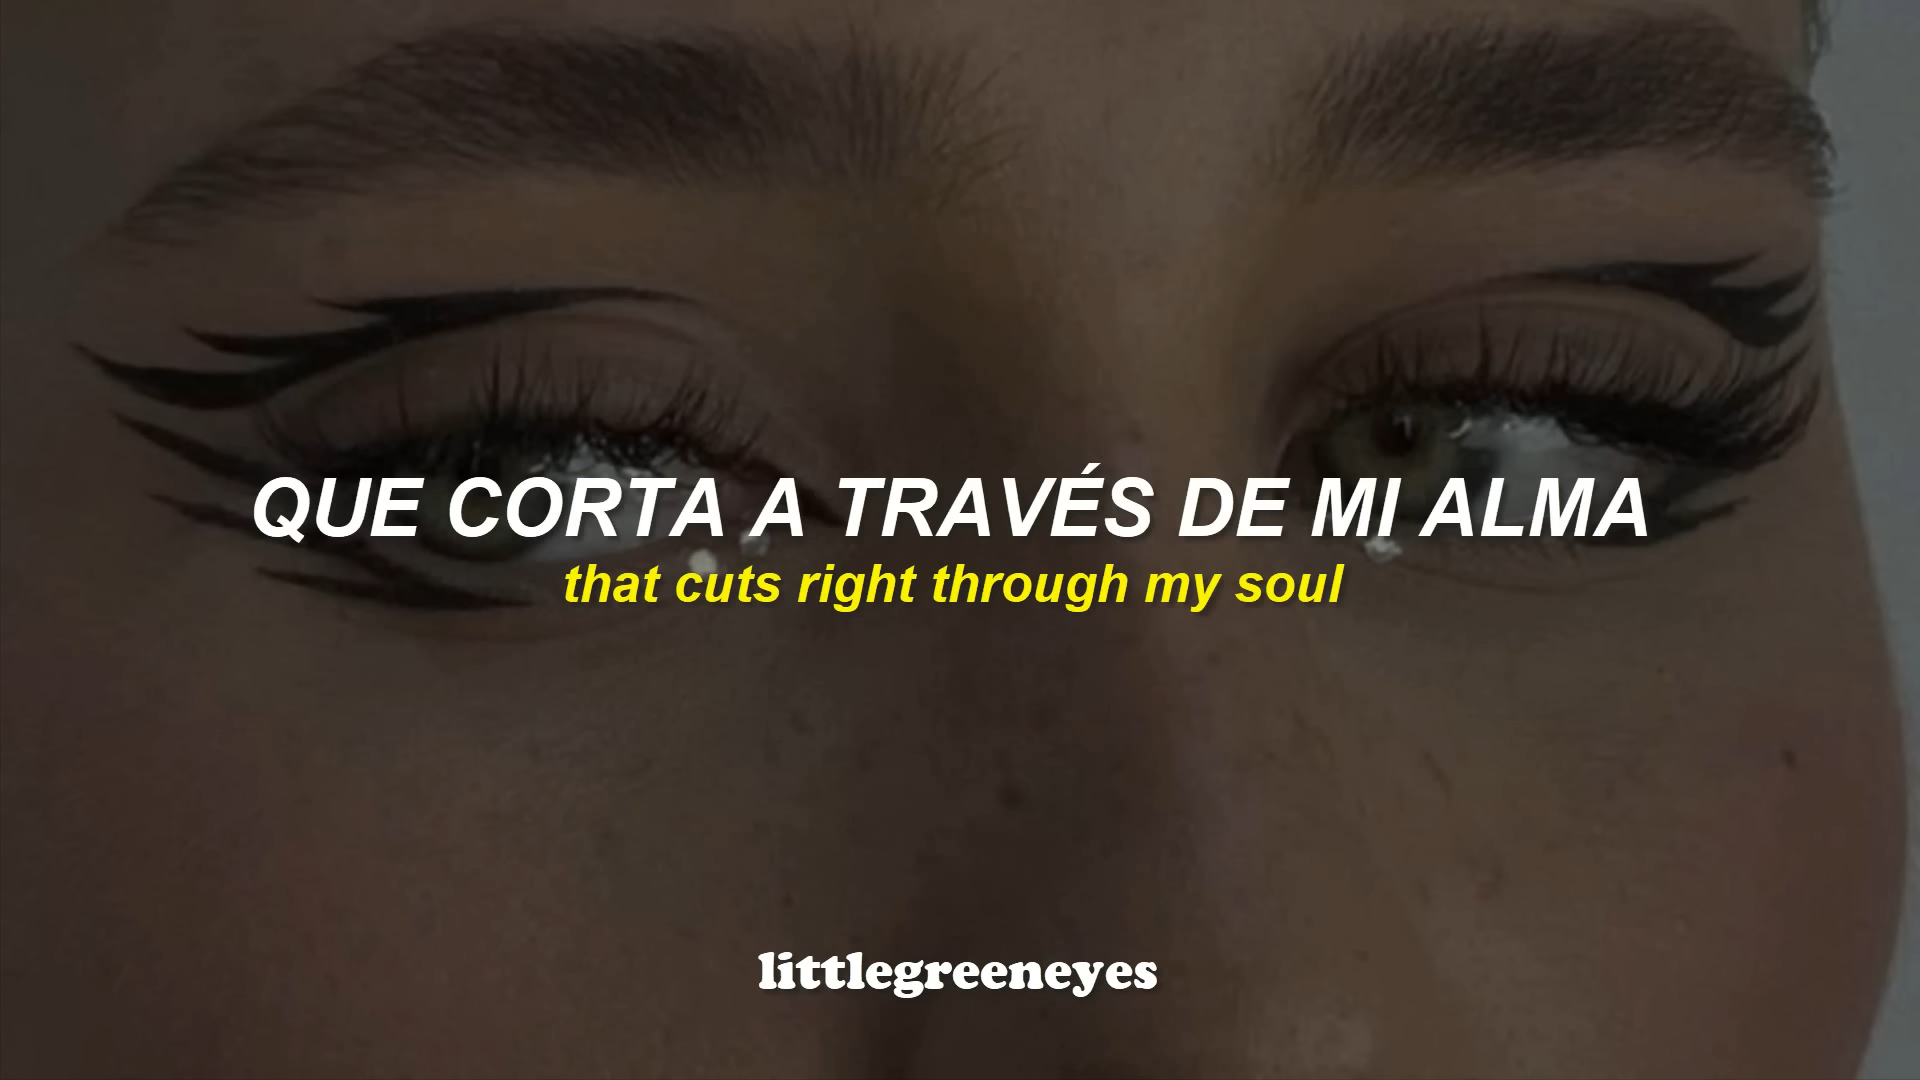 QUE CORTA A TRAVÉS DE MI ALMA
that cuts right through my soul
littlegreeneyes